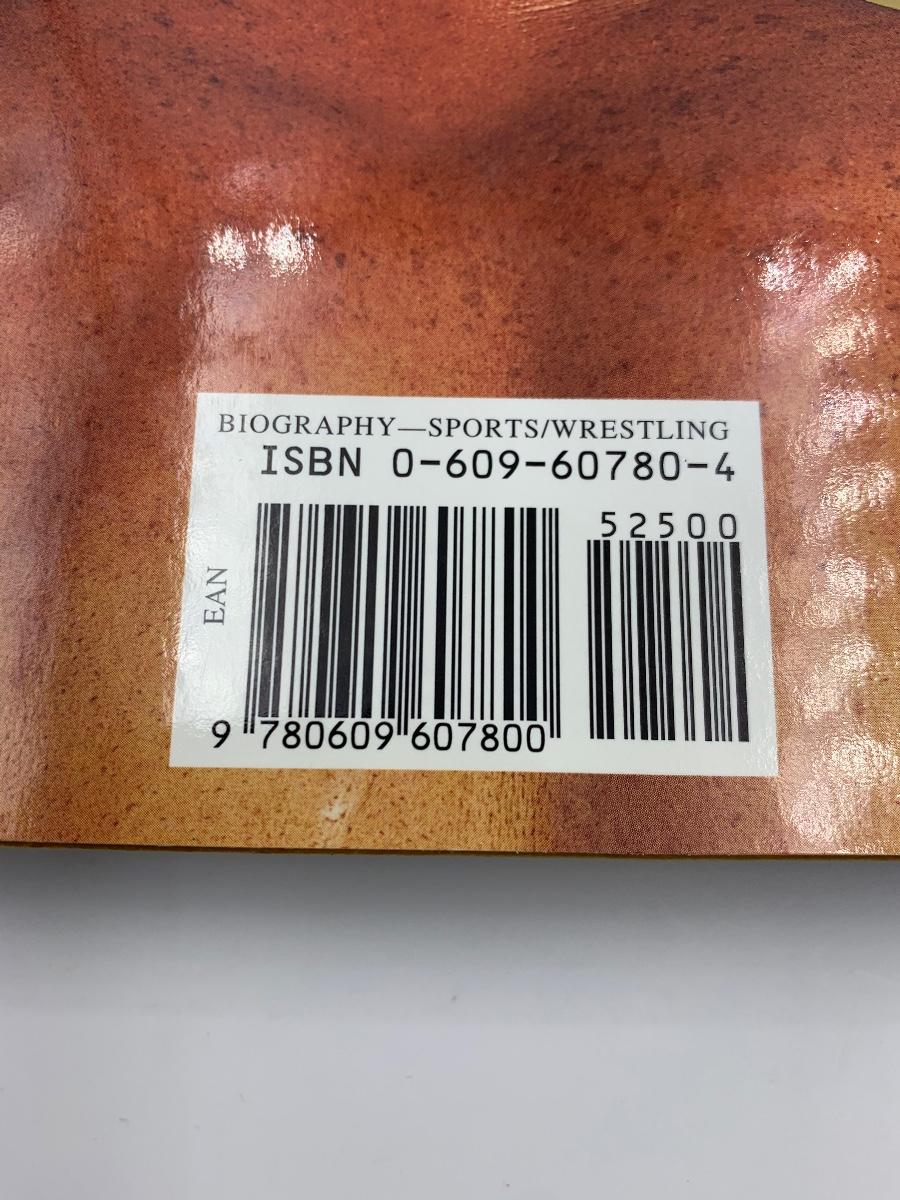 BIOGRAPHY—SPORTS/WRESTLING
ISBN 0-609-60780-4
52500
EAN
9 780609 607800